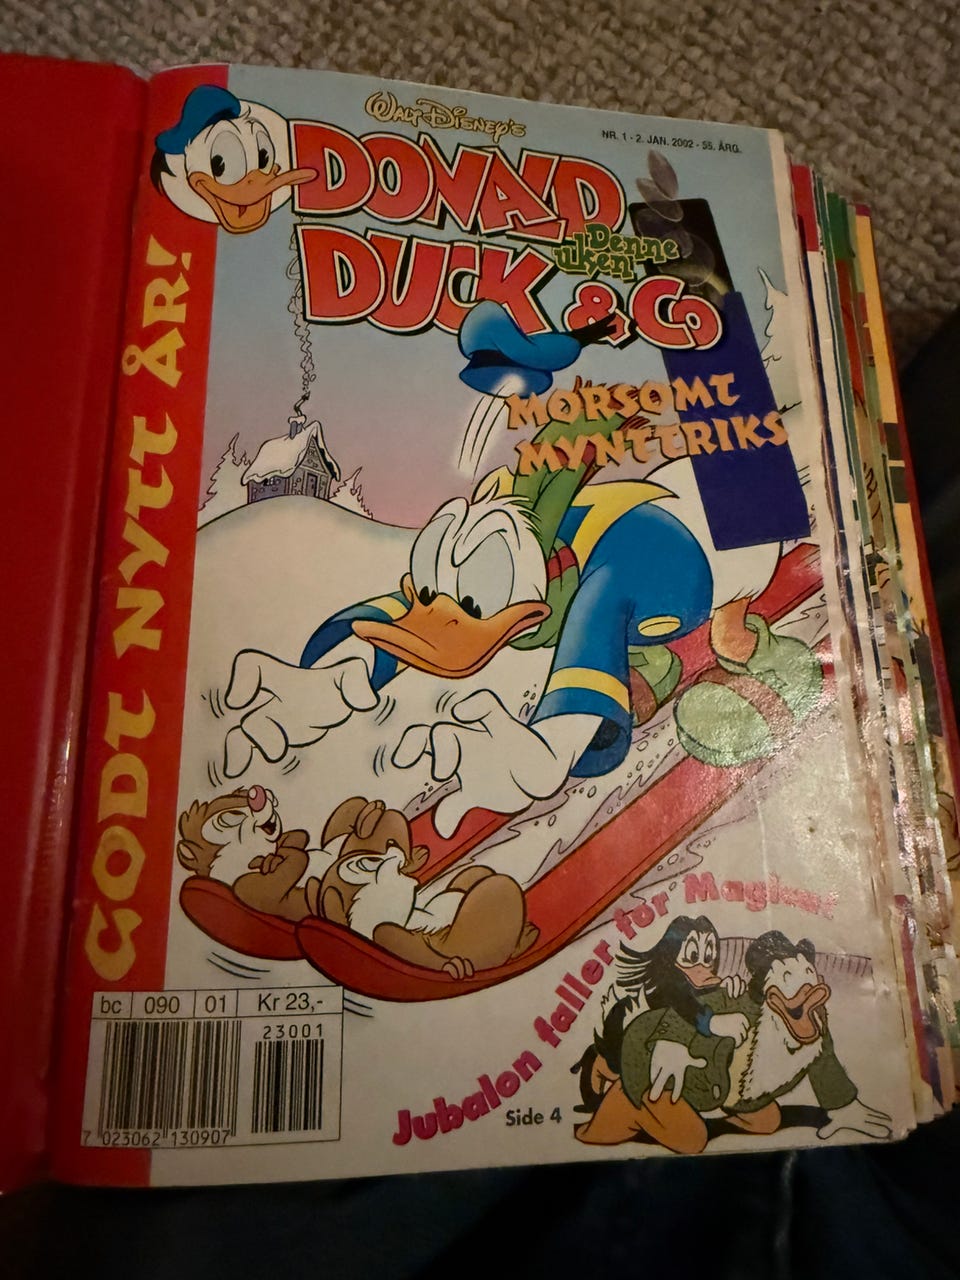 WALT DISNEY'S
NR. 1 - 2. JAN. 2002 - 55. ÅRG.
DONALD
DUCK & CO
Denne
uken!
MORSOMT
MYNTTRIKS
GODT NYTT ÅR!
Jubalon faller for Magica!
Side 4
bc 090 01 Kr 23,-
23001
7 023062 130907